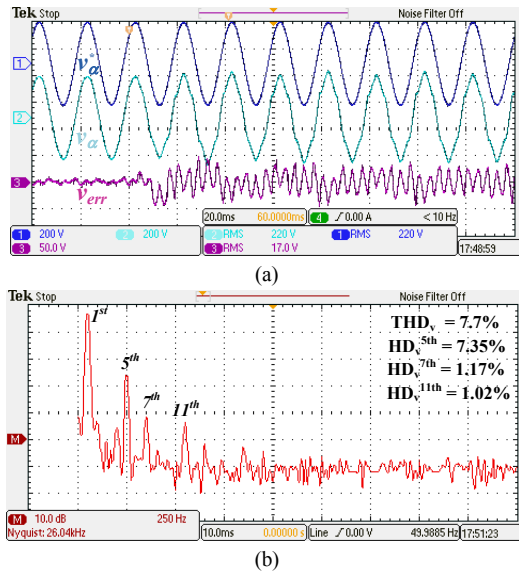 Tek Stop
Noise Filter Off
1
vα*
2
vα
3
verr
20.0ms 60.0000ms
4 0.00 A < 10 Hz
1 200 V 2 200 V 2 RMS 220 V 1 RMS 220 V
3 50.0 V 3 RMS 17.0 V
17:48:59
(a)
Tek Stop
Noise Filter Off
1st
THDv = 7.7%
HDv5th = 7.35%
HDv7th = 1.17%
HDv11th = 1.02%
5th
7th
11th
M
M 10.0 dB 250 Hz
Nyquist: 26.04kHz
10.0ms 0.00000 s
Line 0.00 V 49.9885 Hz
17:51:23
(b)